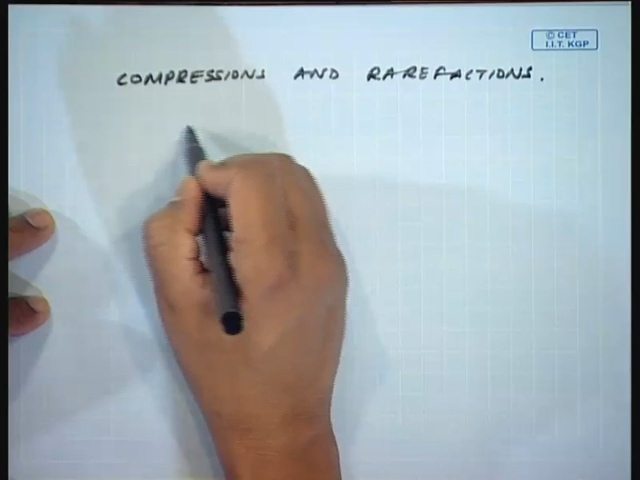 © CET
I.I.T. KGP
COMPRESSIONS AND RAREFACTIONS.